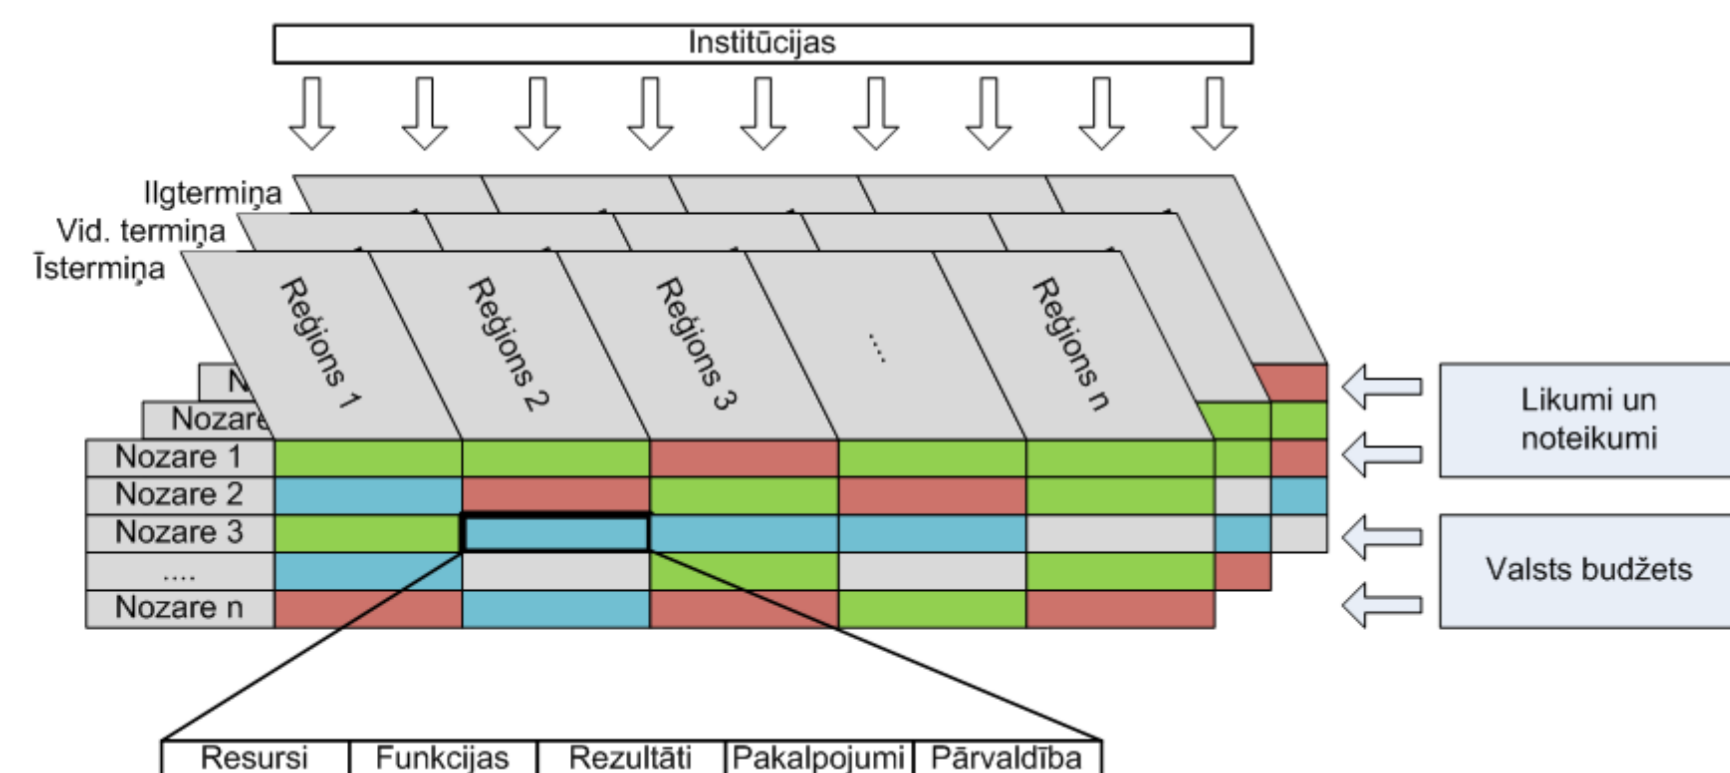 Institūcijas
Ilgtermiņa
Vid. termiņa
Īstermiņa
Reģions 1
Reģions 2
Reģions 3
....
Reģions n
N
Nozare
Nozare 1
Nozare 2
Nozare 3
....
Nozare n
Likumi un
noteikumi
Valsts budžets
Resursi
Funkcijas
Rezultāti
Pakalpojumi
Pārvaldība